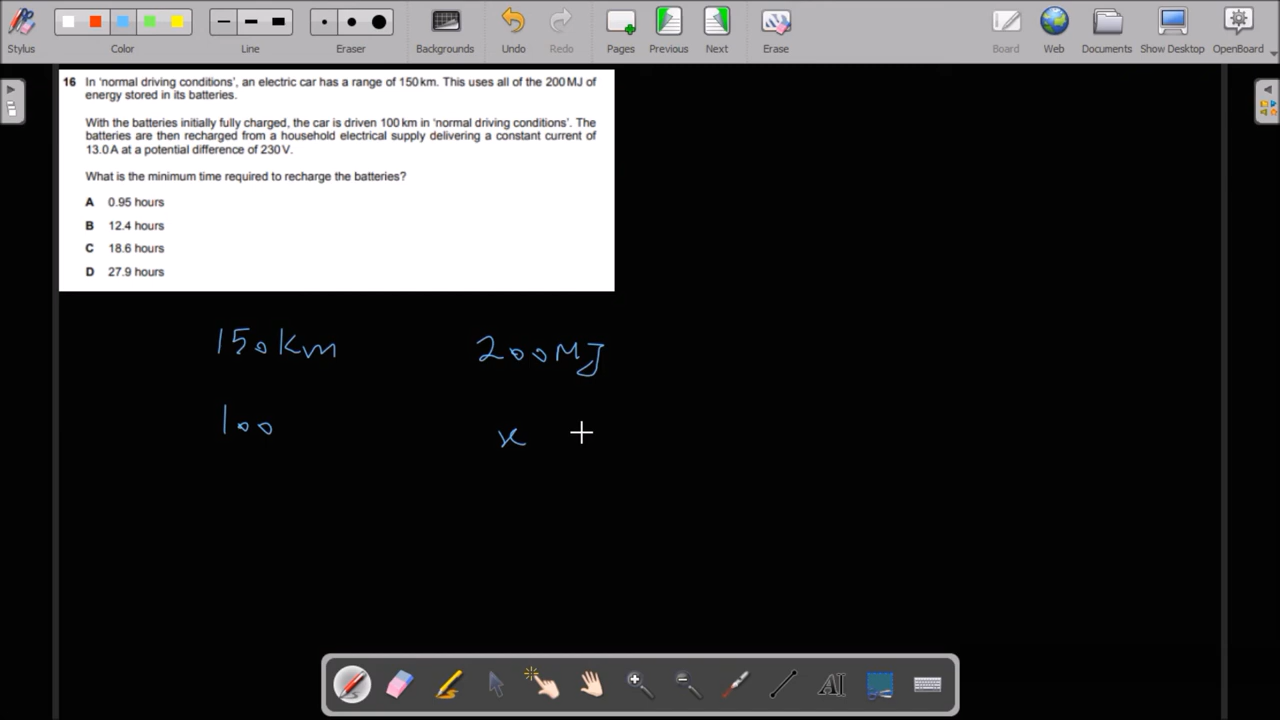 Stylus
Color
Line
Eraser
Backgrounds
Undo
Redo
Pages
Previous
Next
Erase
Board
Web
Documents
Show Desktop
OpenBoard
16 In 'normal driving conditions', an electric car has a range of 150 km. This uses all of the 200 MJ of
energy stored in its batteries.
With the batteries initially fully charged, the car is driven 100 km in 'normal driving conditions'. The
batteries are then recharged from a household electrical supply delivering a constant current of
13.0 A at a potential difference of 230 V.
What is the minimum time required to recharge the batteries?
A 0.95 hours
B 12.4 hours
C 18.6 hours
D 27.9 hours
150km 200MJ
100 x
AI